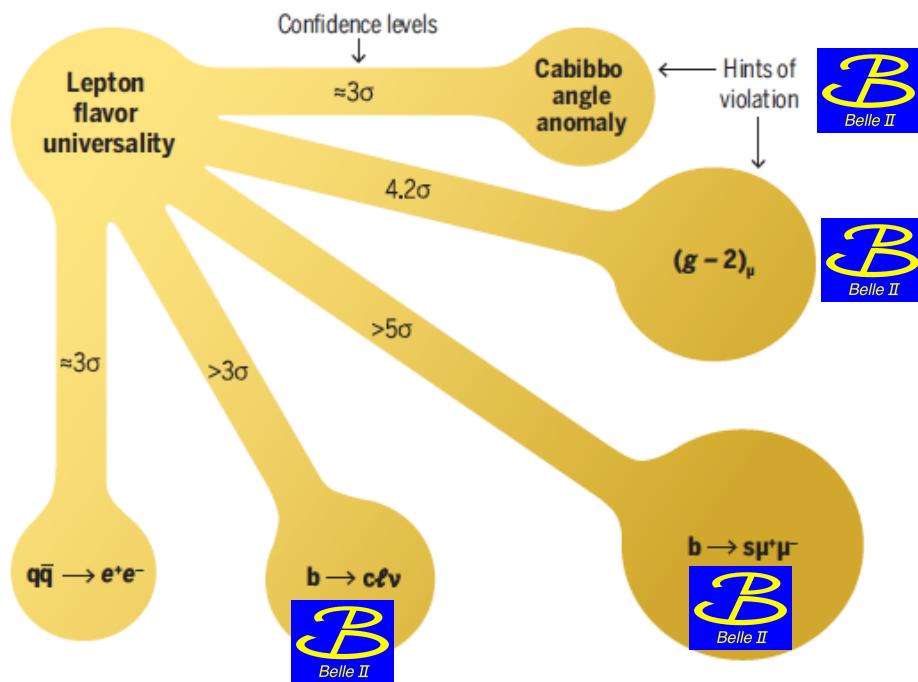 Confidence levels
Lepton
flavor
universality
≈3σ
Cabibbo
angle
anomaly
Hints of
violation
Belle II
4.2σ
(g − 2)μ
Belle II
>5σ
≈3σ
>3σ
qq̅ → e⁺e⁻
b → cℓν
Belle II
b → sμ⁺μ⁻
Belle II